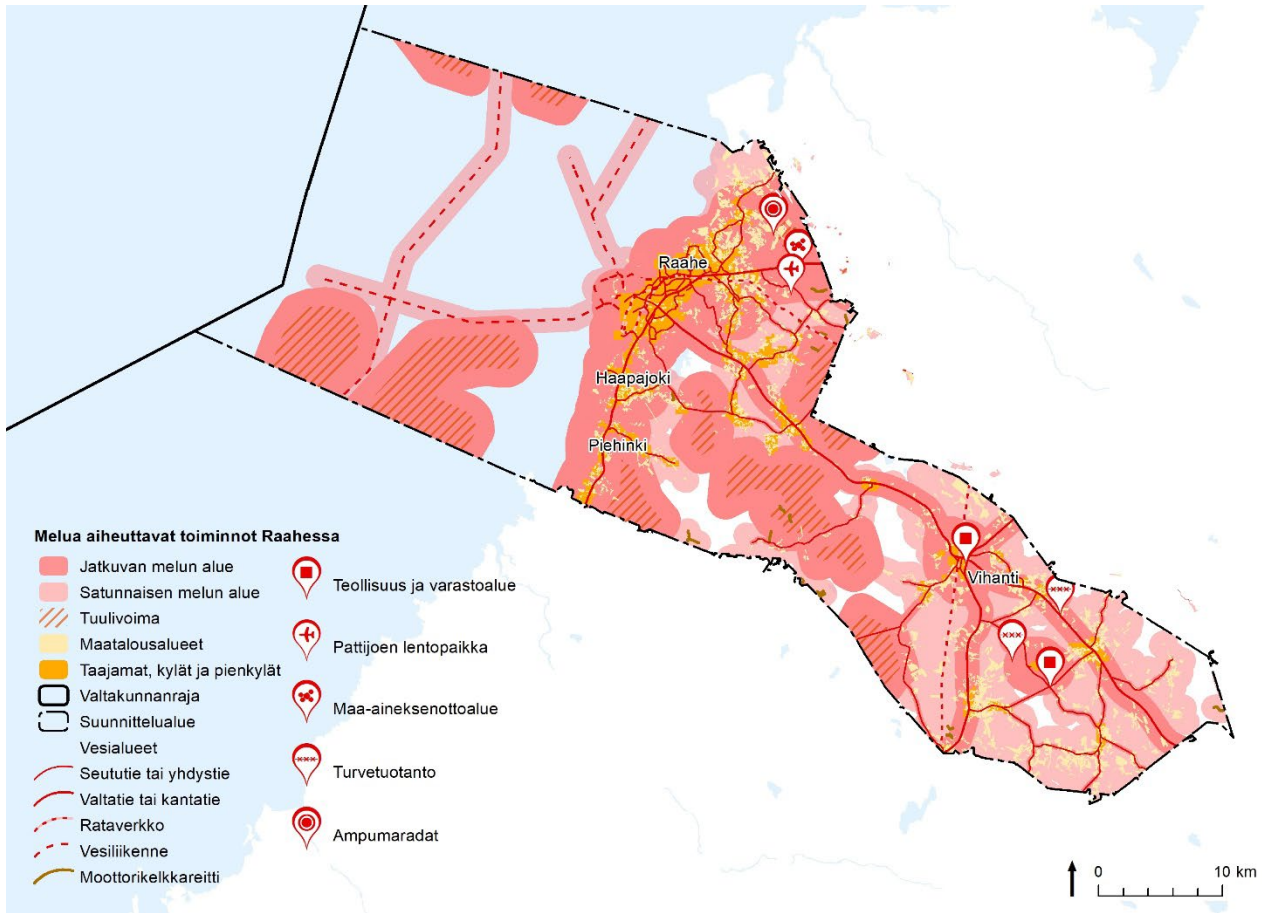 Raahe
Haapajoki
Piehinki
Vihanti
Melua aiheuttavat toiminnot Raahessa
Jatkuvan melun alue
Satunnaisen melun alue
Tuulivoima
Maatalousalueet
Taajamat, kylät ja pienkylät
Valtakunnanraja
Suunnittelualue
Vesialueet
Seututie tai yhdystie
Valtatie tai kantatie
Rataverkko
Vesiliikenne
Moottorikelkkareitti
Teollisuus ja varastoalue
Pattijoen lentopaikka
Maa-aineksenottoalue
Turvetuotanto
Ampumaradat
0 10 km